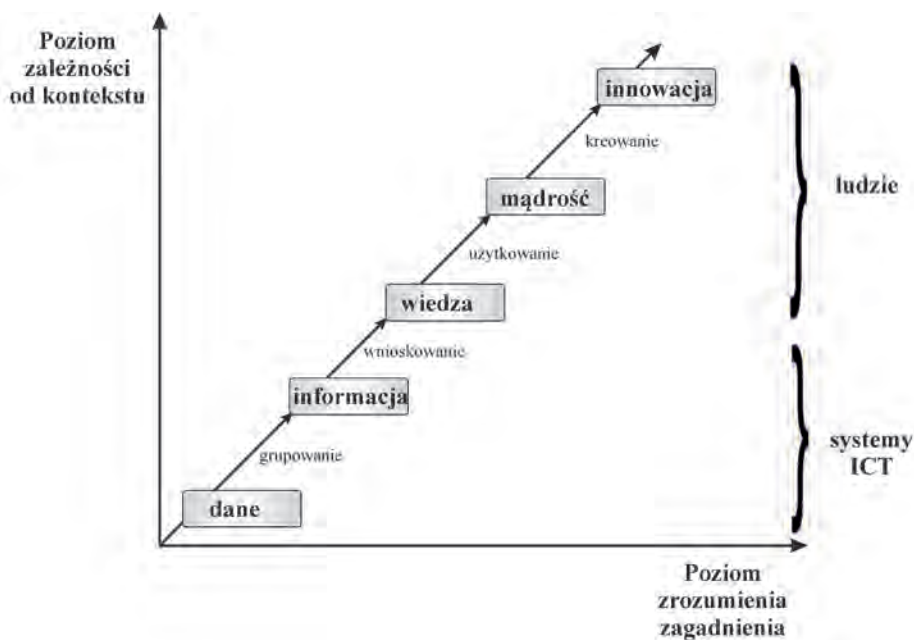 Poziom
zależności
od kontekstu
innowacja
kreowanie
mądrość
ludzie
użytkowanie
wiedza
wnioskowanie
informacja
systemy
ICT
grupowanie
dane
Poziom
zrozumienia
zagadnienia